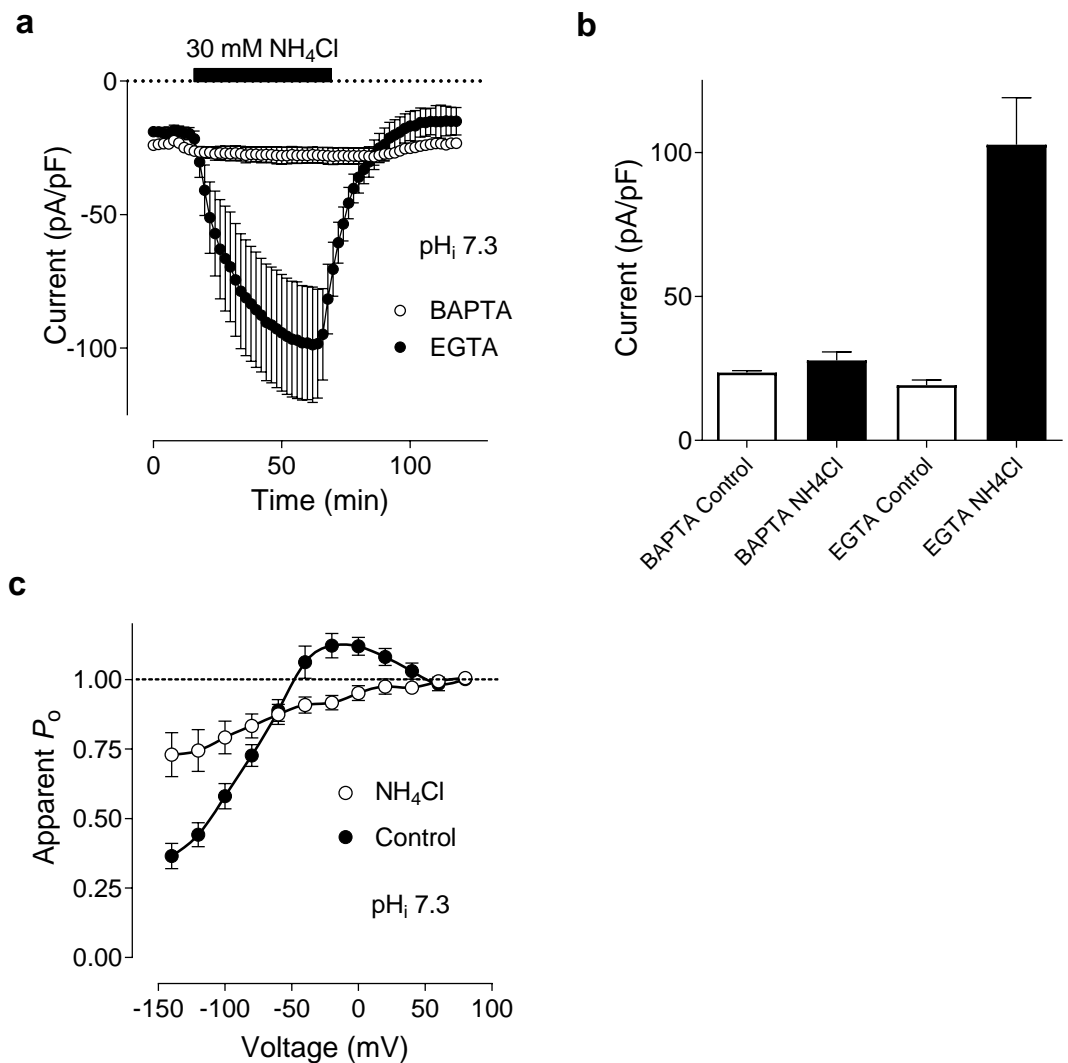 a
30 mM NH₄Cl
0
-50
-100
Current (pA/pF)
pHᵢ 7.3
BAPTA
EGTA
0 50 100
Time (min)
b
100
50
0
Current (pA/pF)
BAPTA Control
BAPTA NH4Cl
EGTA Control
EGTA NH4Cl
c
1.00
0.75
0.50
0.25
0.00
Apparent Pₒ
NH₄Cl
Control
pHᵢ 7.3
-150 -100 -50 0 50 100
Voltage (mV)